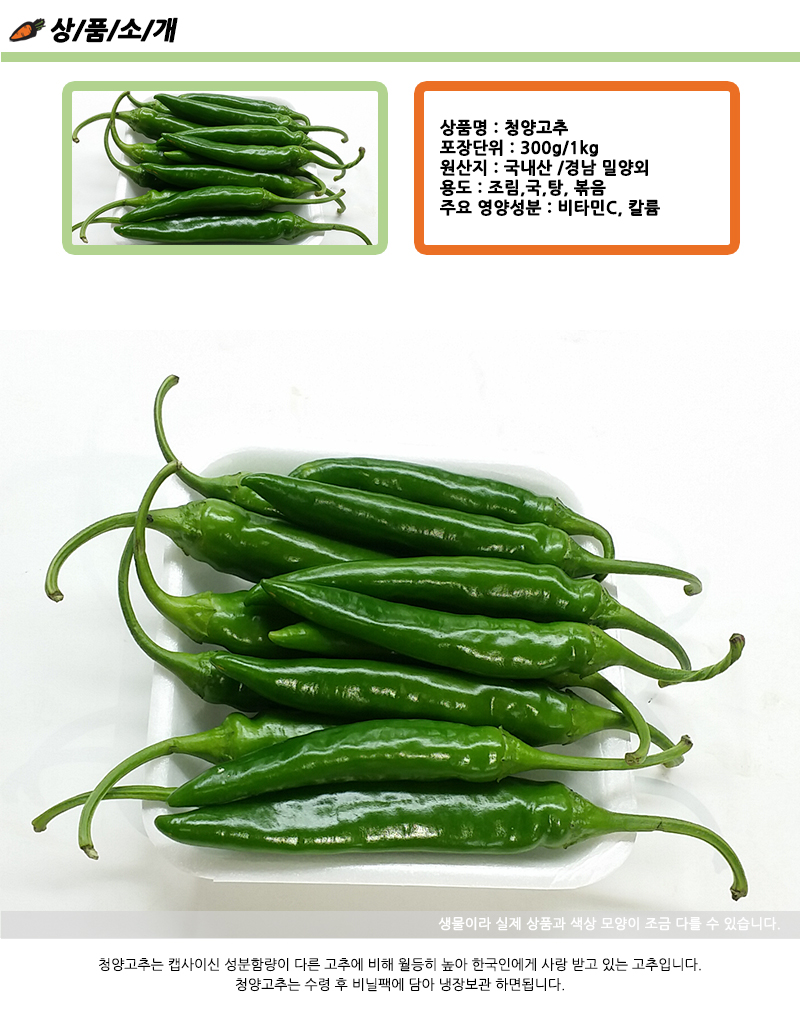 상/품/소/개
상품명 : 청양고추
포장단위 : 300g/1kg
원산지 : 국내산 /경남 밀양외
용도 : 조림,국,탕, 볶음
주요 영양성분 : 비타민C, 칼륨
생물이라 실제 상품과 색상 모양이 조금 다를 수 있습니다.
청양고추는 캡사이신 성분함량이 다른 고추에 비해 월등히 높아 한국인에게 사랑 받고 있는 고추입니다.
청양고추는 수령 후 비닐팩에 담아 냉장보관 하면됩니다.